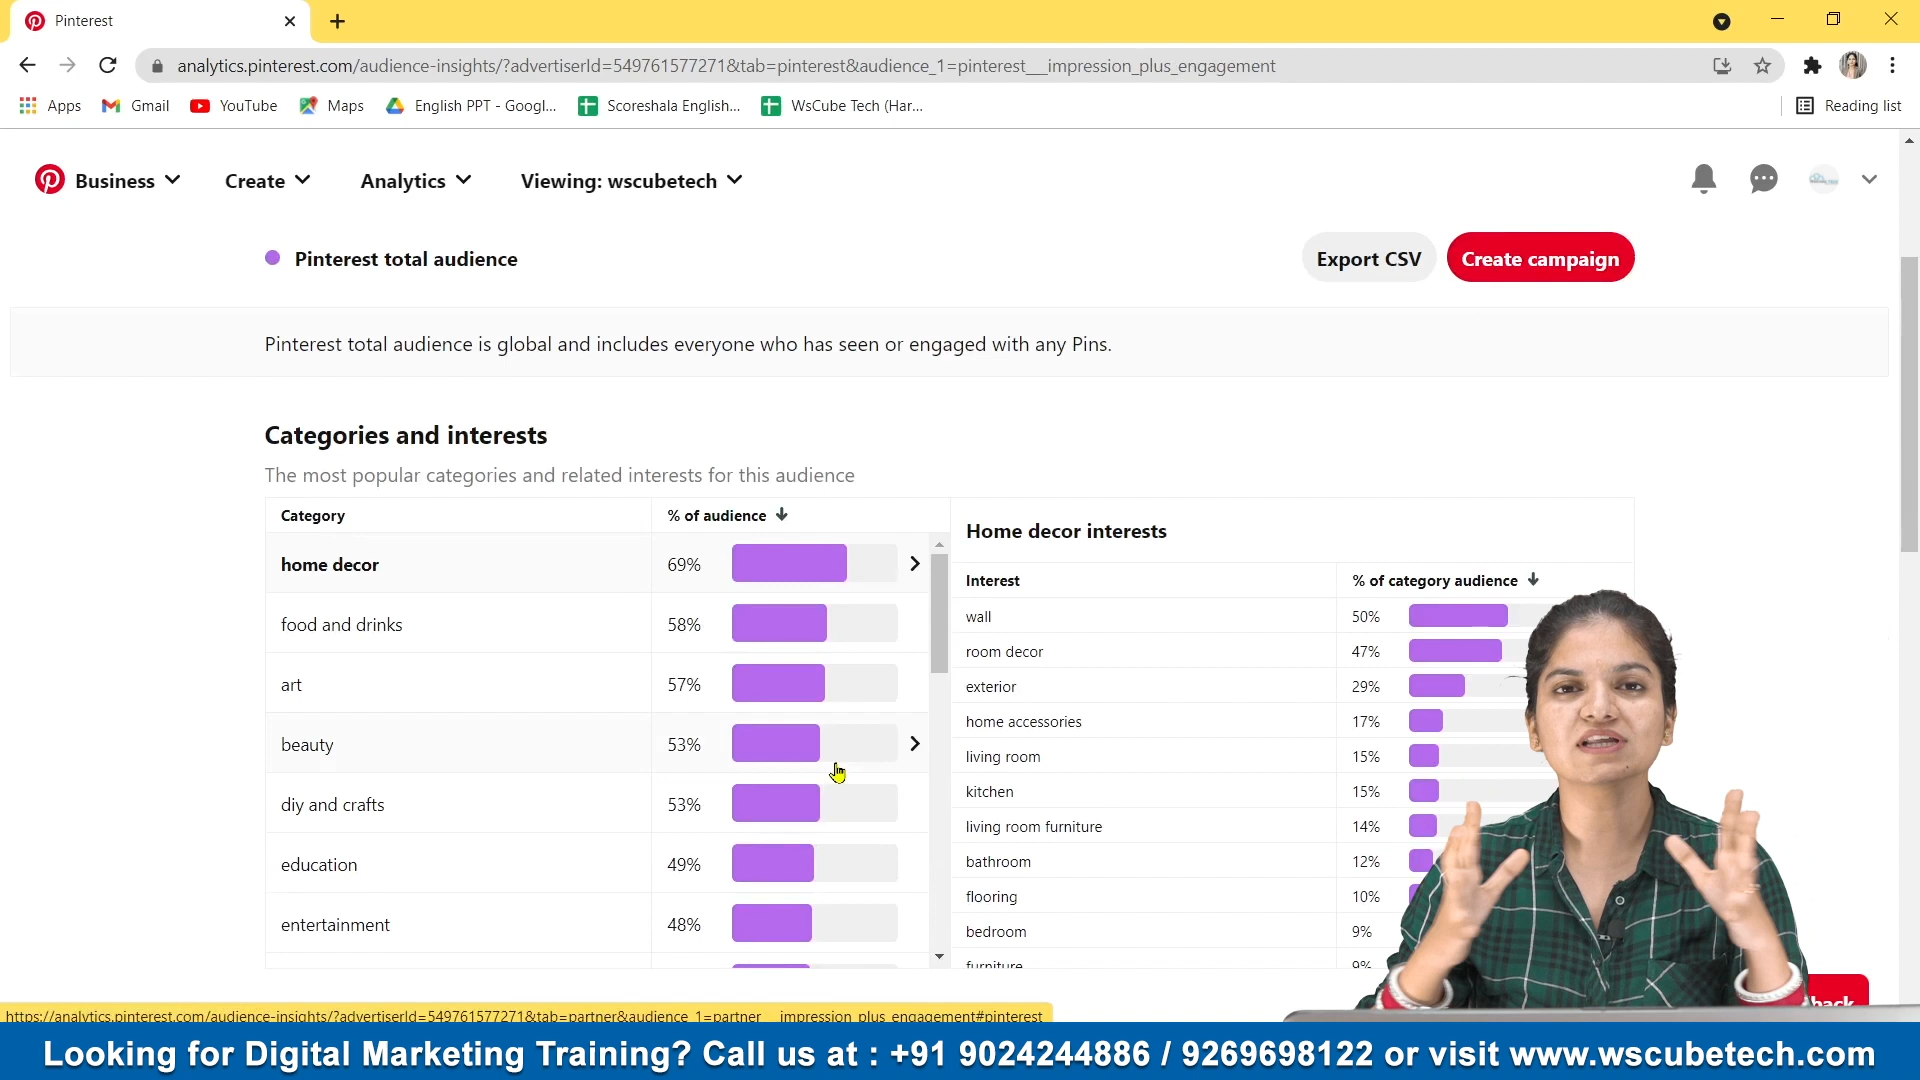 Pinterest
analytics.pinterest.com/audience-insights/?advertiserId=549761577271&tab=pinterest&audience_1=pinterest__impression_plus_engagement
Apps Gmail YouTube Maps English PPT - Googl... Scoreshala English... WsCube Tech (Har... Reading list
Business Create Analytics Viewing: wscubetech
Pinterest total audience Export CSV Create campaign
Pinterest total audience is global and includes everyone who has seen or engaged with any Pins.
Categories and interests
The most popular categories and related interests for this audience
Category % of audience
home decor 69%
food and drinks 58%
art 57%
beauty 53%
diy and crafts 53%
education 49%
entertainment 48%
Home decor interests
Interest % of category audience
wall 50%
room decor 47%
exterior 29%
home accessories 17%
living room 15%
kitchen 15%
living room furniture 14%
bathroom 12%
flooring 10%
bedroom 9%
furniture 9%
https://analytics.pinterest.com/audience-insights/?advertiserId=549761577271&tab=partner&audience_1=partner__impression_plus_engagement#pinterest
Looking for Digital Marketing Training? Call us at : +91 9024244886 / 9269698122 or visit www.wscubetech.com